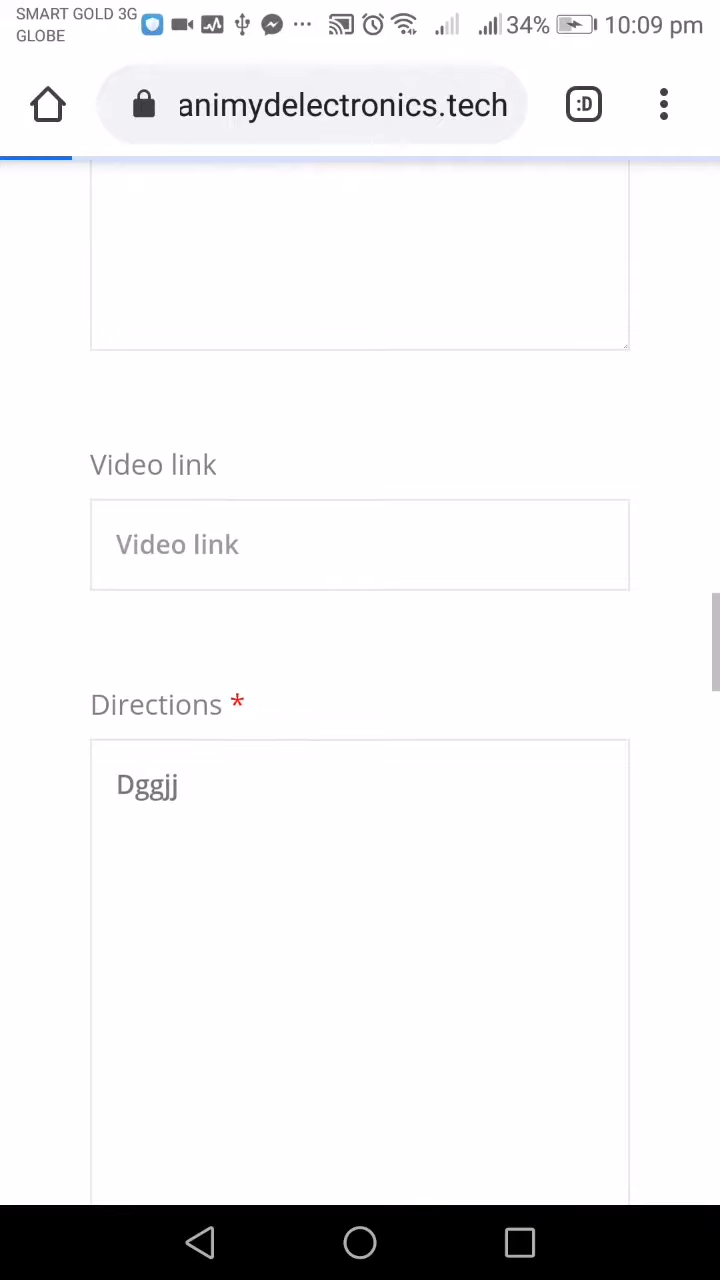 SMART GOLD 3G
GLOBE
34%
10:09 pm
animydelectronics.tech
:D
Video link
Video link
Directions *
Dggjj